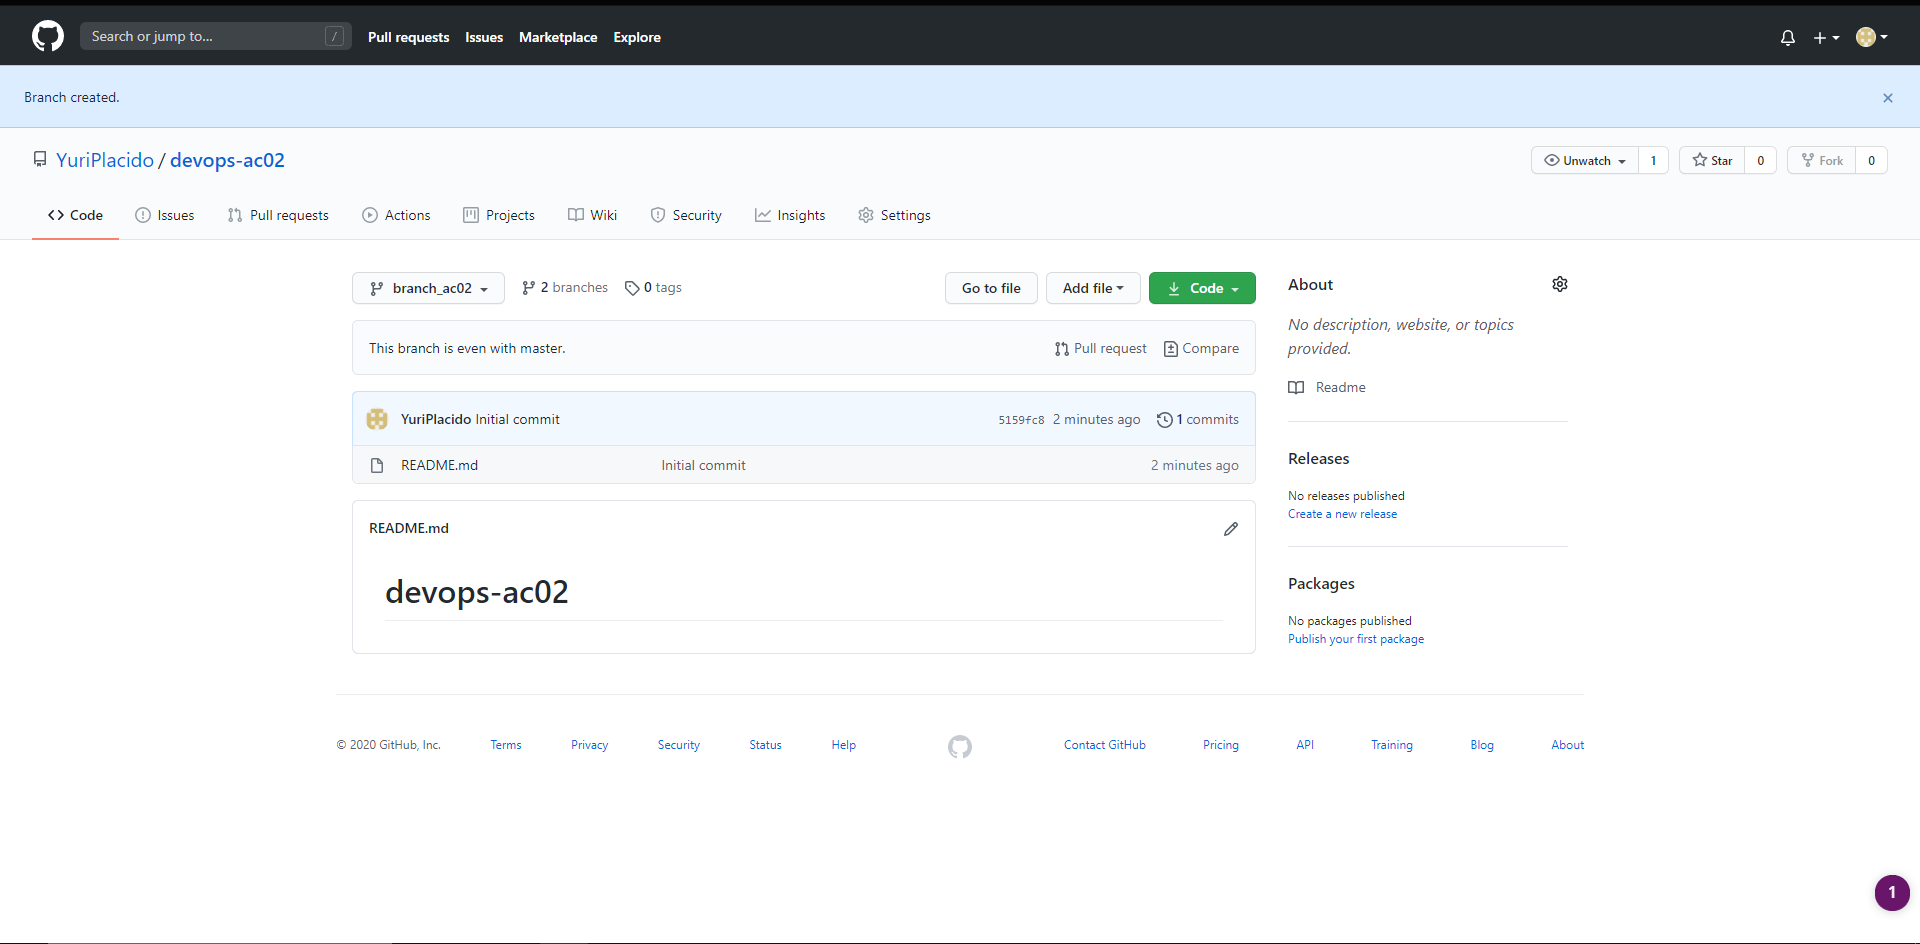 Search or jump to... / Pull requests Issues Marketplace Explore
Branch created.
YuriPlacido / devops-ac02 Unwatch 1 Star 0 Fork 0
Code Issues Pull requests Actions Projects Wiki Security Insights Settings
branch_ac02 2 branches 0 tags Go to file Add file Code
This branch is even with master. Pull request Compare
YuriPlacido Initial commit 5159fc8 2 minutes ago 1 commits
README.md Initial commit 2 minutes ago
README.md
devops-ac02
About
No description, website, or topics
provided.
Readme
Releases
No releases published
Create a new release
Packages
No packages published
Publish your first package
© 2020 GitHub, Inc. Terms Privacy Security Status Help Contact GitHub Pricing API Training Blog About
1